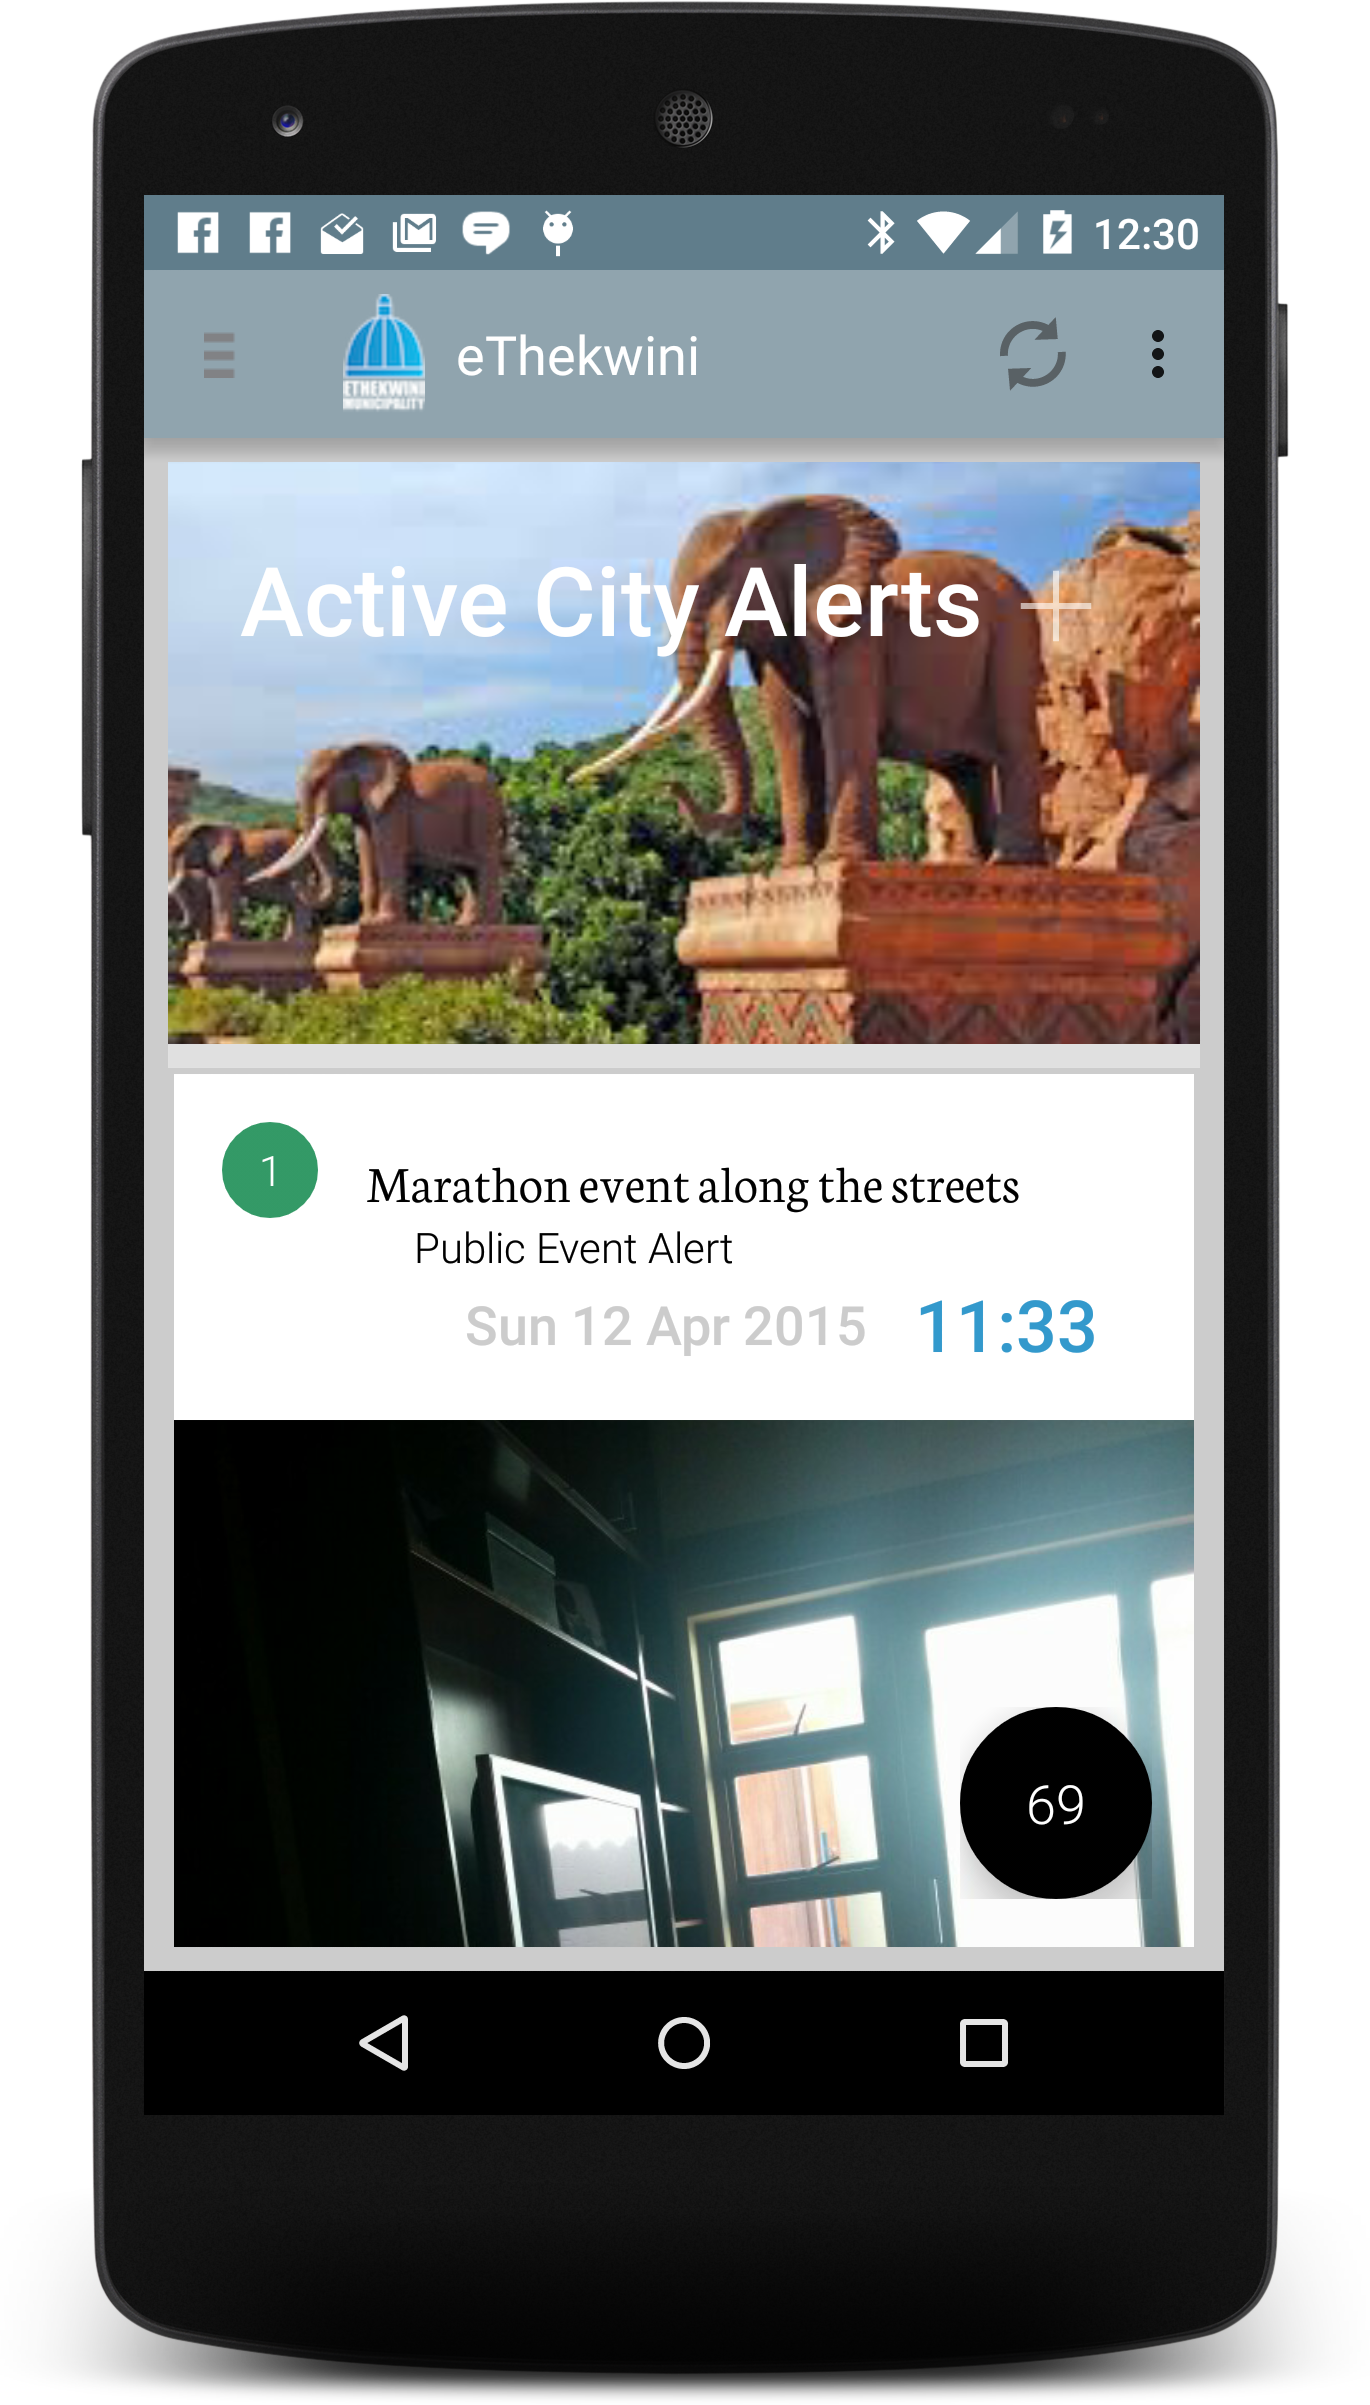 12:30
ETHEKWINI
MUNICIPALITY
eThekwini
Active City Alerts
1
Marathon event along the streets
Public Event Alert
Sun 12 Apr 2015 11:33
69